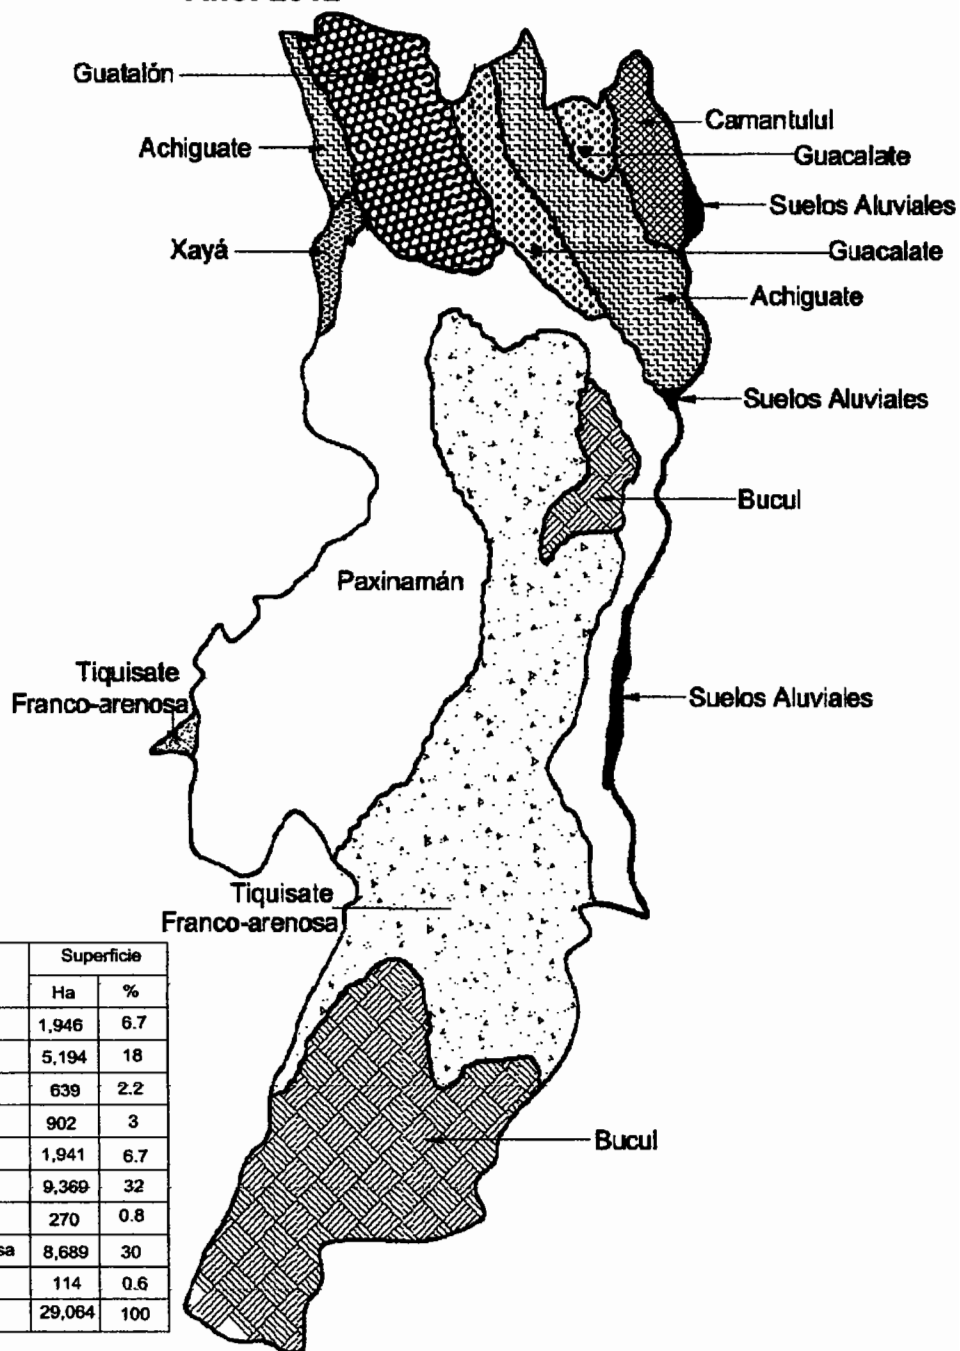 Guatalón
Achiguate
Xayá
Camantulul
Guacalate
Suelos Aluviales
Guacalate
Achiguate
Suelos Aluviales
Bucul
Paxinamán
Tiquisate
Franco-arenosa
Suelos Aluviales
Tiquisate
Franco-arenosa
Bucul
Superficie
Ha %
1,946 6.7
5,194 18
639 2.2
902 3
1,941 6.7
9,369 32
270 0.8
8,689 30
114 0.6
29,064 100